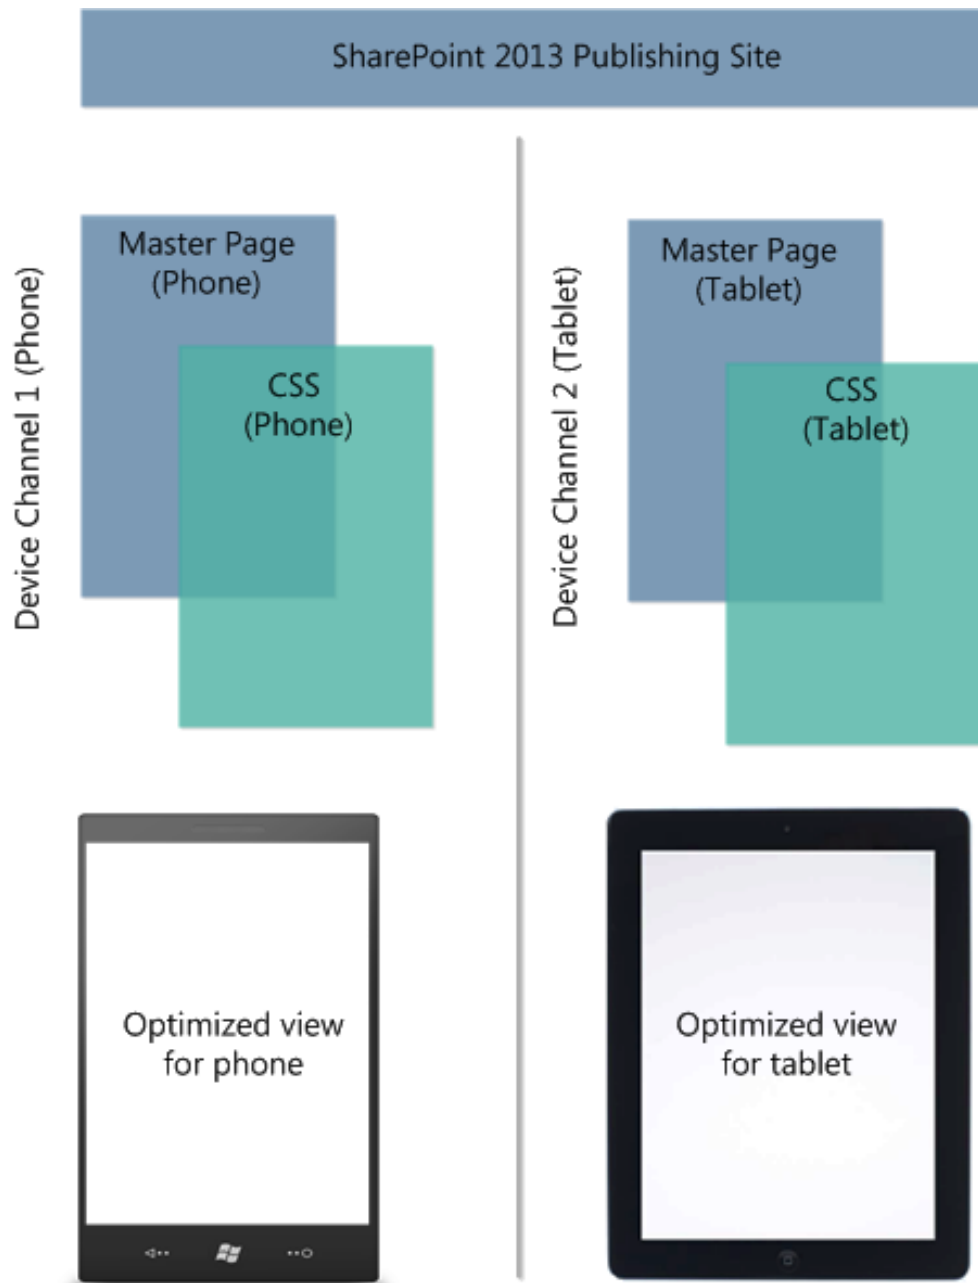 SharePoint 2013 Publishing Site
Device Channel 1 (Phone)
Master Page
(Phone)
CSS
(Phone)
Optimized view
for phone
Device Channel 2 (Tablet)
Master Page
(Tablet)
CSS
(Tablet)
Optimized view
for tablet